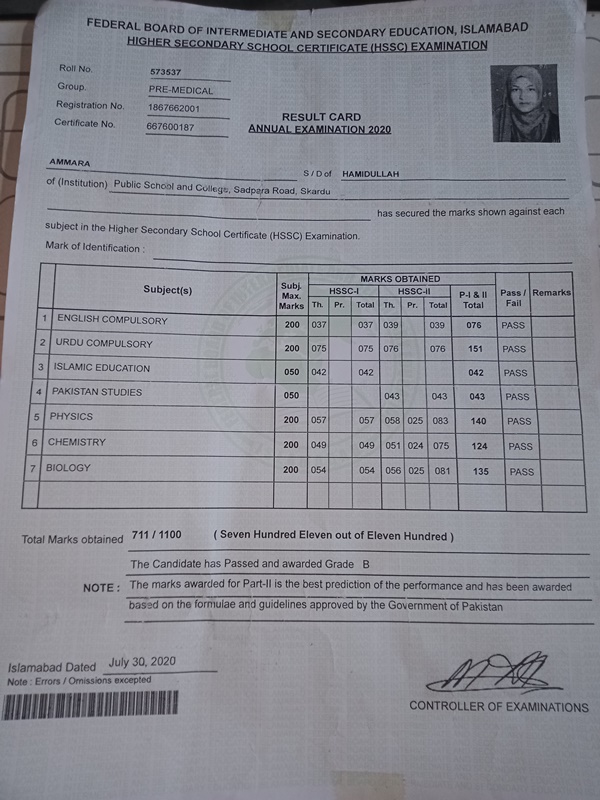 FEDERAL BOARD OF INTERMEDIATE AND SECONDARY EDUCATION, ISLAMABAD
HIGHER SECONDARY SCHOOL CERTIFICATE (HSSC) EXAMINATION
Roll No. 573537
Group. PRE-MEDICAL
Registration No. 1867662001
Certificate No. 667600187
RESULT CARD
ANNUAL EXAMINATION 2020
AMMARA S / D of HAMIDULLAH
of (Institution) Public School and College, Sadpara Road, Skardu
has secured the marks shown against each
subject in the Higher Secondary School Certificate (HSSC) Examination.
Mark of Identification :
Subject(s) Subj. Max. Marks MARKS OBTAINED Pass / Fail Remarks
HSSC-I HSSC-II P-I & II Total
Th. Pr. Total Th. Pr. Total
1 ENGLISH COMPULSORY 200 037 037 039 039 076 PASS
2 URDU COMPULSORY 200 075 075 076 076 151 PASS
3 ISLAMIC EDUCATION 050 042 042 042 PASS
4 PAKISTAN STUDIES 050 043 043 043 PASS
5 PHYSICS 200 057 057 058 025 083 140 PASS
6 CHEMISTRY 200 049 049 051 024 075 124 PASS
7 BIOLOGY 200 054 054 056 025 081 135 PASS
Total Marks obtained 711 / 1100 ( Seven Hundred Eleven out of Eleven Hundred )
The Candidate has Passed and awarded Grade B
NOTE : The marks awarded for Part-II is the best prediction of the performance and has been awarded
based on the formulae and guidelines approved by the Government of Pakistan
Islamabad Dated July 30, 2020
Note : Errors / Omissions excepted
CONTROLLER OF EXAMINATIONS